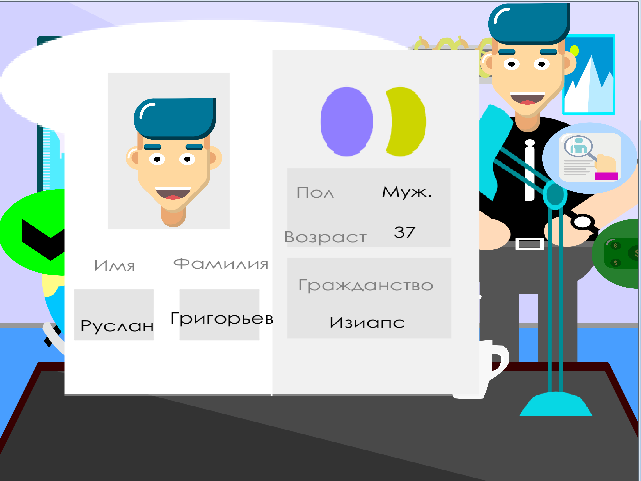 Пол Муж.
Возраст 37
Имя Фамилия
Гражданство
Руслан Григорьев
Изиапс